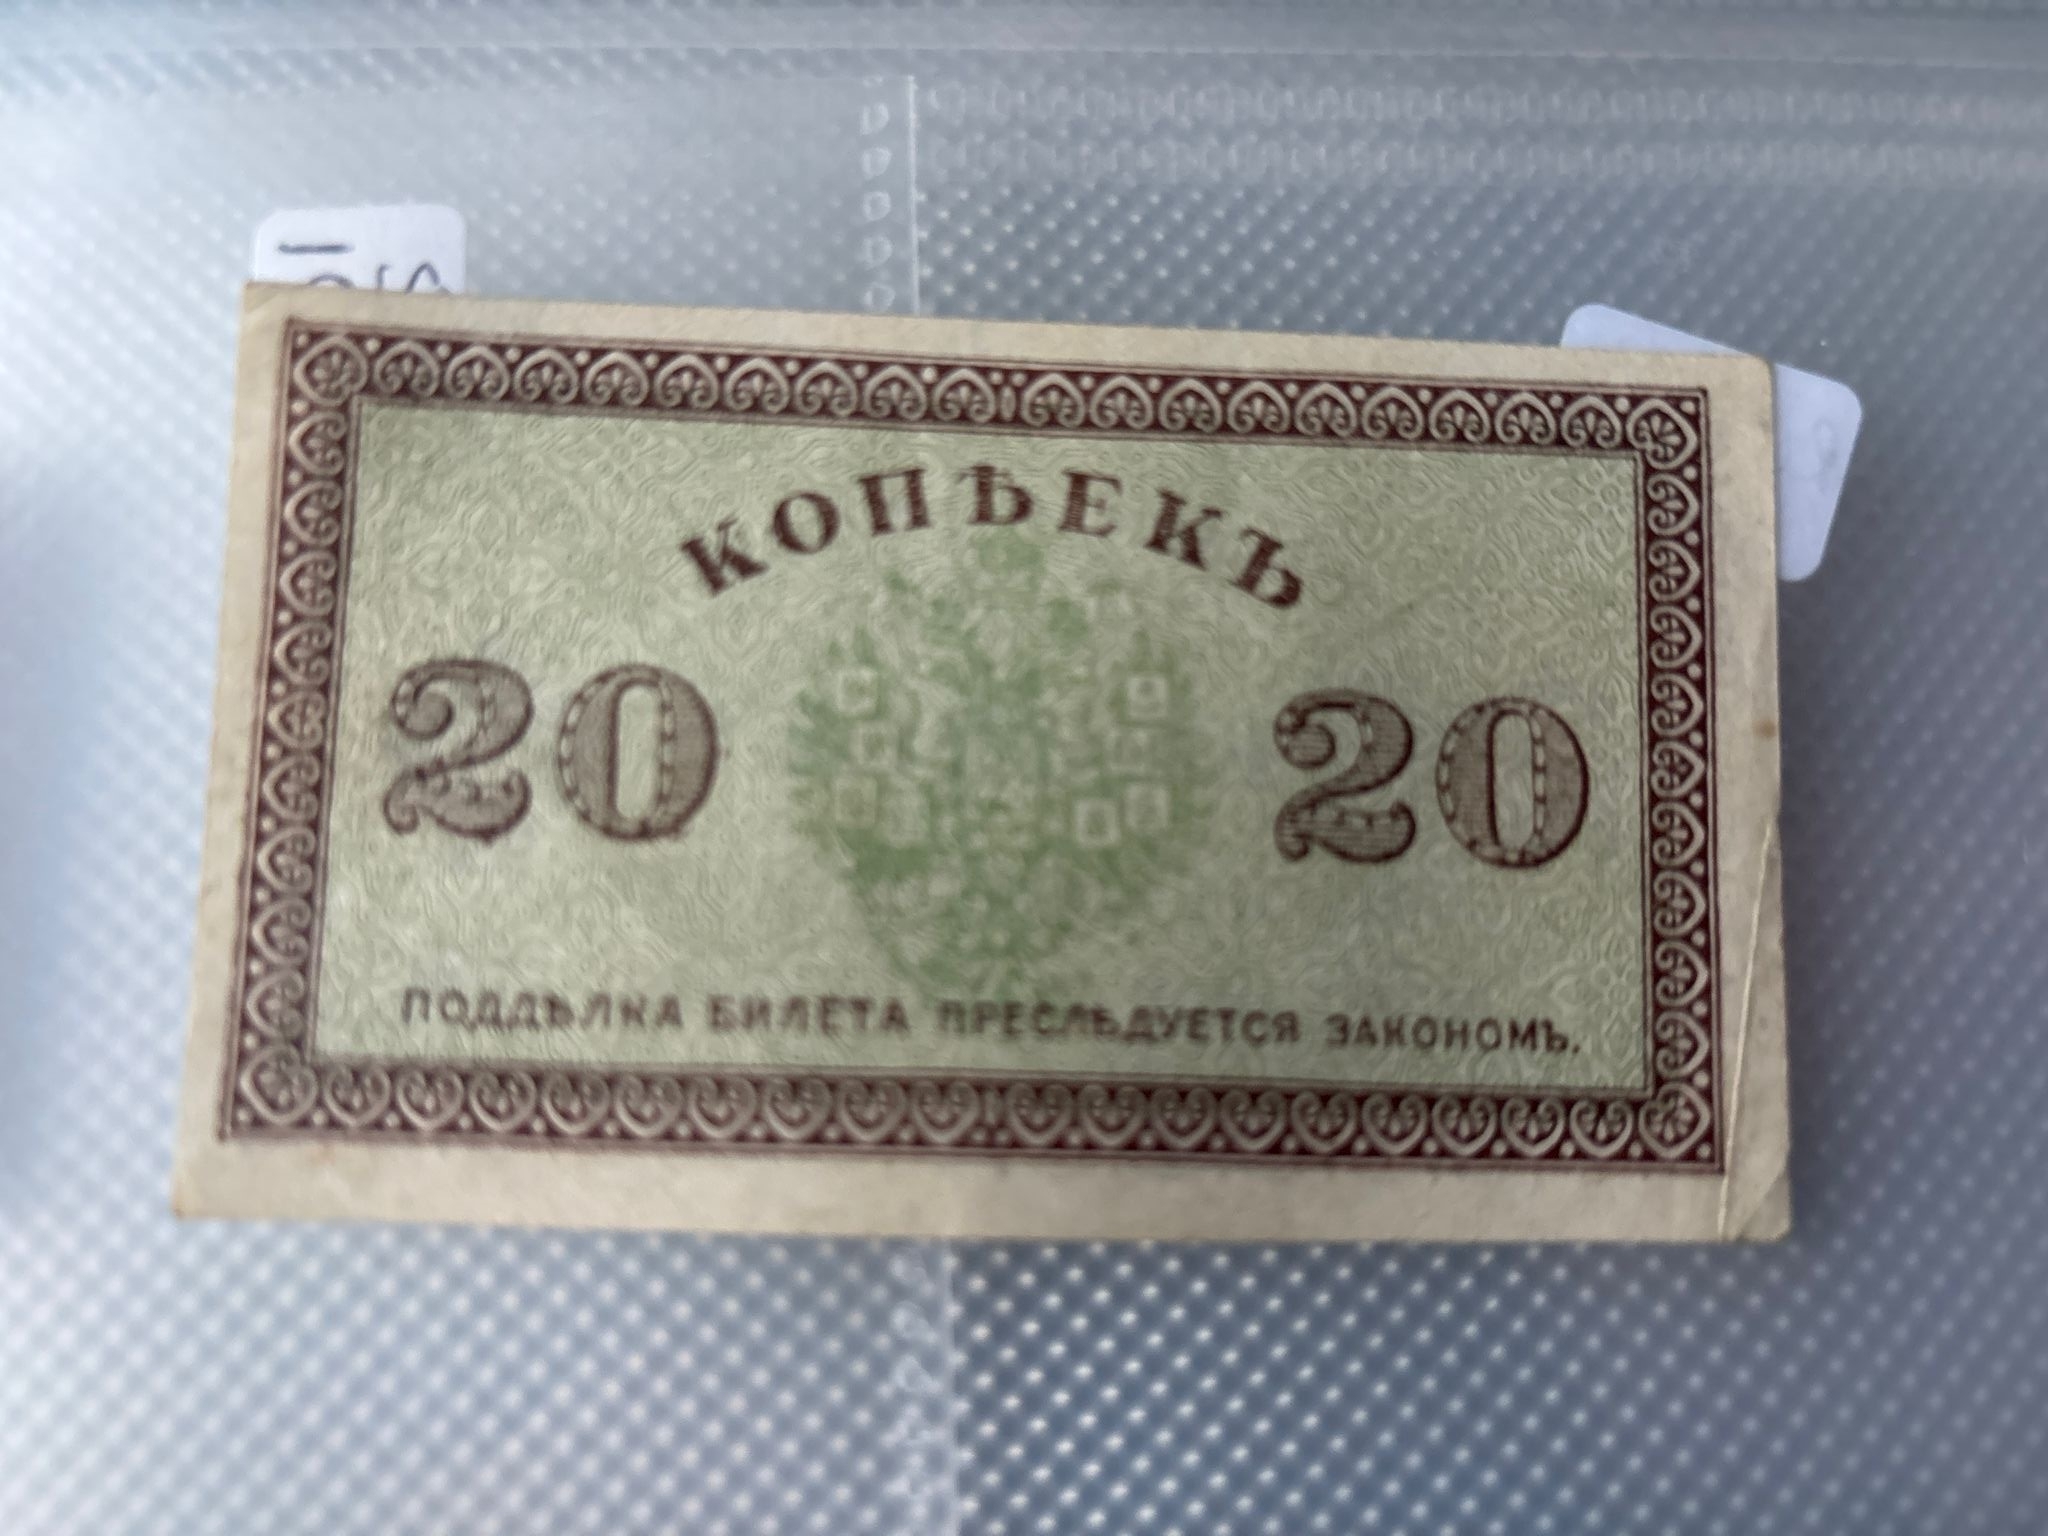 КОПѢЕКЪ
20 20
ПОДДѢЛКА БИЛЕТА ПРЕСЛѢДУЕТСЯ ЗАКОНОМЪ.